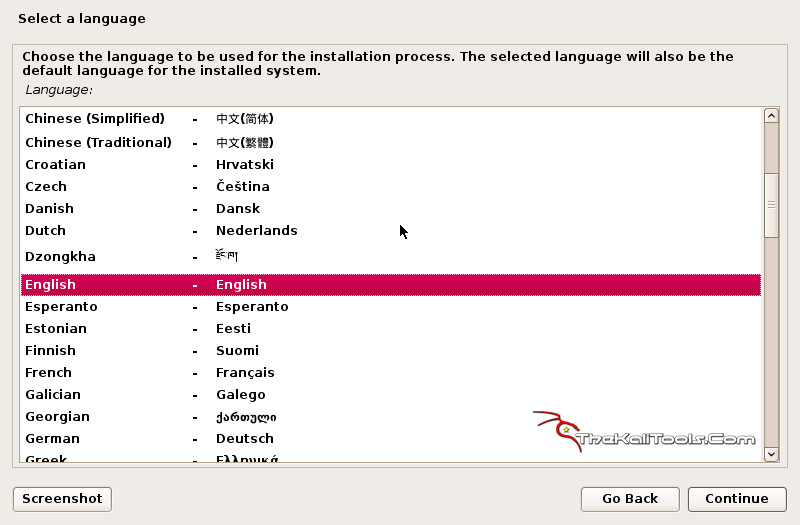 Select a language
Choose the language to be used for the installation process. The selected language will also be the
default language for the installed system.
Language:
Chinese (Simplified) - 中文(简体)
Chinese (Traditional) - 中文(繁體)
Croatian - Hrvatski
Czech - Čeština
Danish - Dansk
Dutch - Nederlands
Dzongkha - རྫོང་ཁ།
English - English
Esperanto - Esperanto
Estonian - Eesti
Finnish - Suomi
French - Français
Galician - Galego
Georgian - ქართული
German - Deutsch
Greek - Ελληνικά
TheKaliTools.Com
Screenshot Go Back Continue